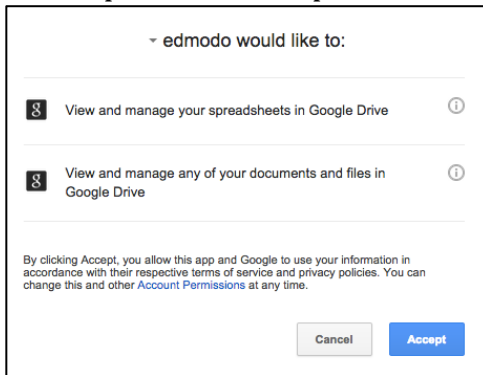 edmodo would like to:
g View and manage your spreadsheets in Google Drive
g View and manage any of your documents and files in
Google Drive
By clicking Accept, you allow this app and Google to use your information in
accordance with their respective terms of service and privacy policies. You can
change this and other Account Permissions at any time.
Cancel Accept